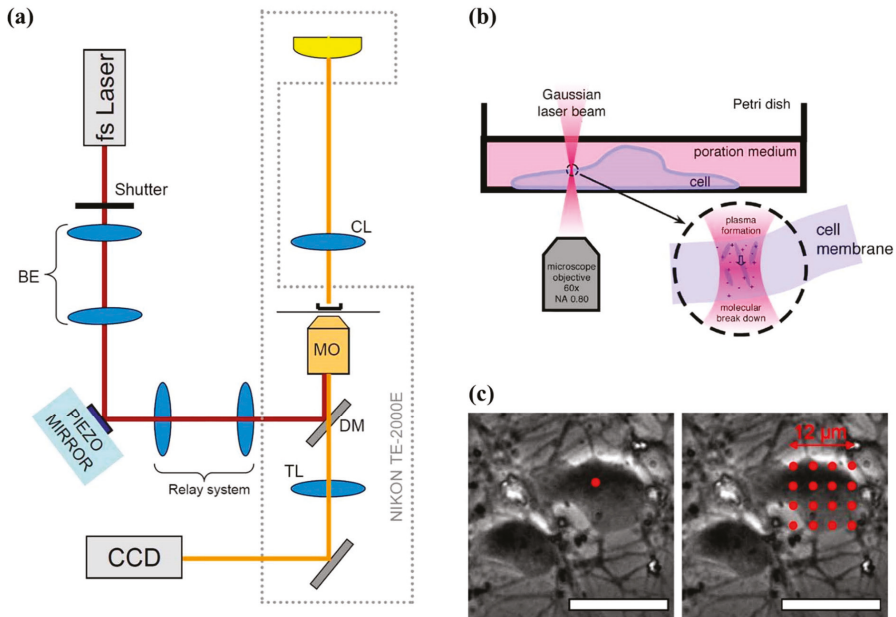 (a)
fs Laser
Shutter
BE
CL
MO
PIEZO
MIRROR
DM
Relay system
TL
NIKON TE-2000E
CCD
(b)
Gaussian
laser beam
Petri dish
poration medium
cell
microscope
objective
60x
NA 0.80
plasma
formation
cell
membrane
molecular
break down
(c)
12 µm